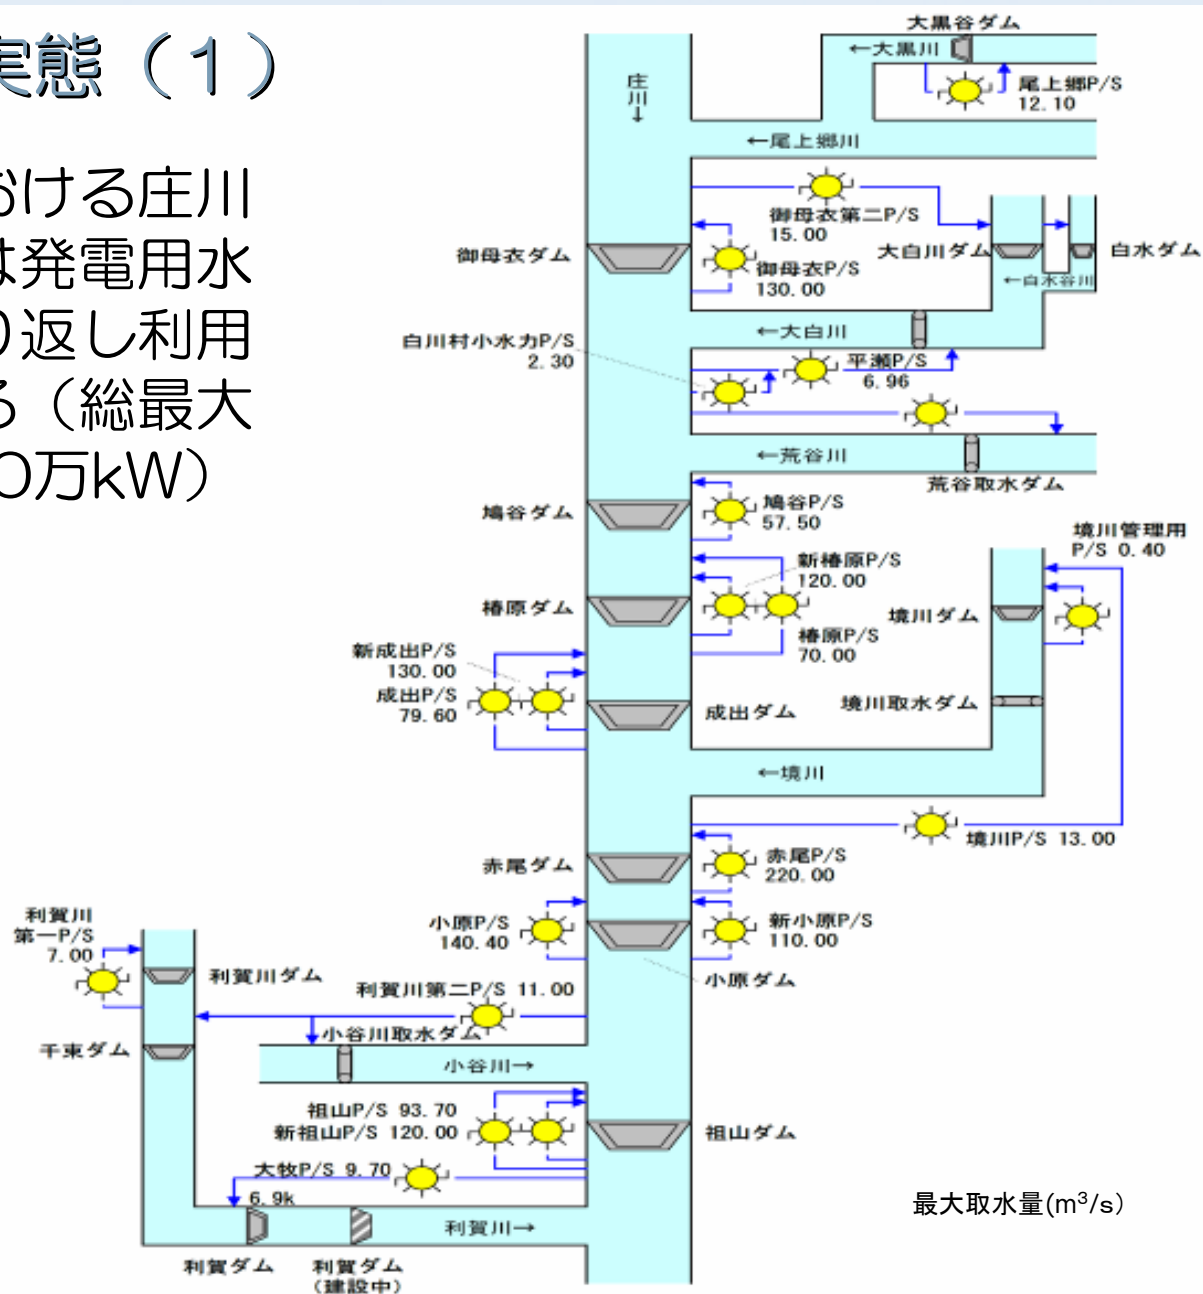 実態（１）
おける庄川
は発電用水
り返し利用
る（総最大
0万kW）
大黒谷ダム
←大黒川
尾上郷P/S
12.10
庄川↓
←尾上郷川
御母衣第二P/S
15.00
御母衣ダム
御母衣P/S
130.00
大白川ダム
白水ダム
←白水谷川
←大白川
白川村小水力P/S
2.30
平瀬P/S
6.96
←荒谷川
荒谷取水ダム
鳩谷ダム
鳩谷P/S
57.50
境川管理用
P/S 0.40
新椿原P/S
120.00
椿原ダム
椿原P/S
70.00
境川ダム
新成出P/S
130.00
成出P/S
79.60
成出ダム
境川取水ダム
←境川
境川P/S 13.00
赤尾ダム
赤尾P/S
220.00
小原P/S
140.40
新小原P/S
110.00
小原ダム
利賀川
第一P/S
7.00
利賀川ダム
利賀川第二P/S 11.00
小谷川取水ダム
千束ダム
小谷川→
祖山P/S 93.70
新祖山P/S 120.00
祖山ダム
大牧P/S 9.70
6.9k
利賀川→
利賀ダム
利賀ダム
（建設中）
最大取水量(m³/s）